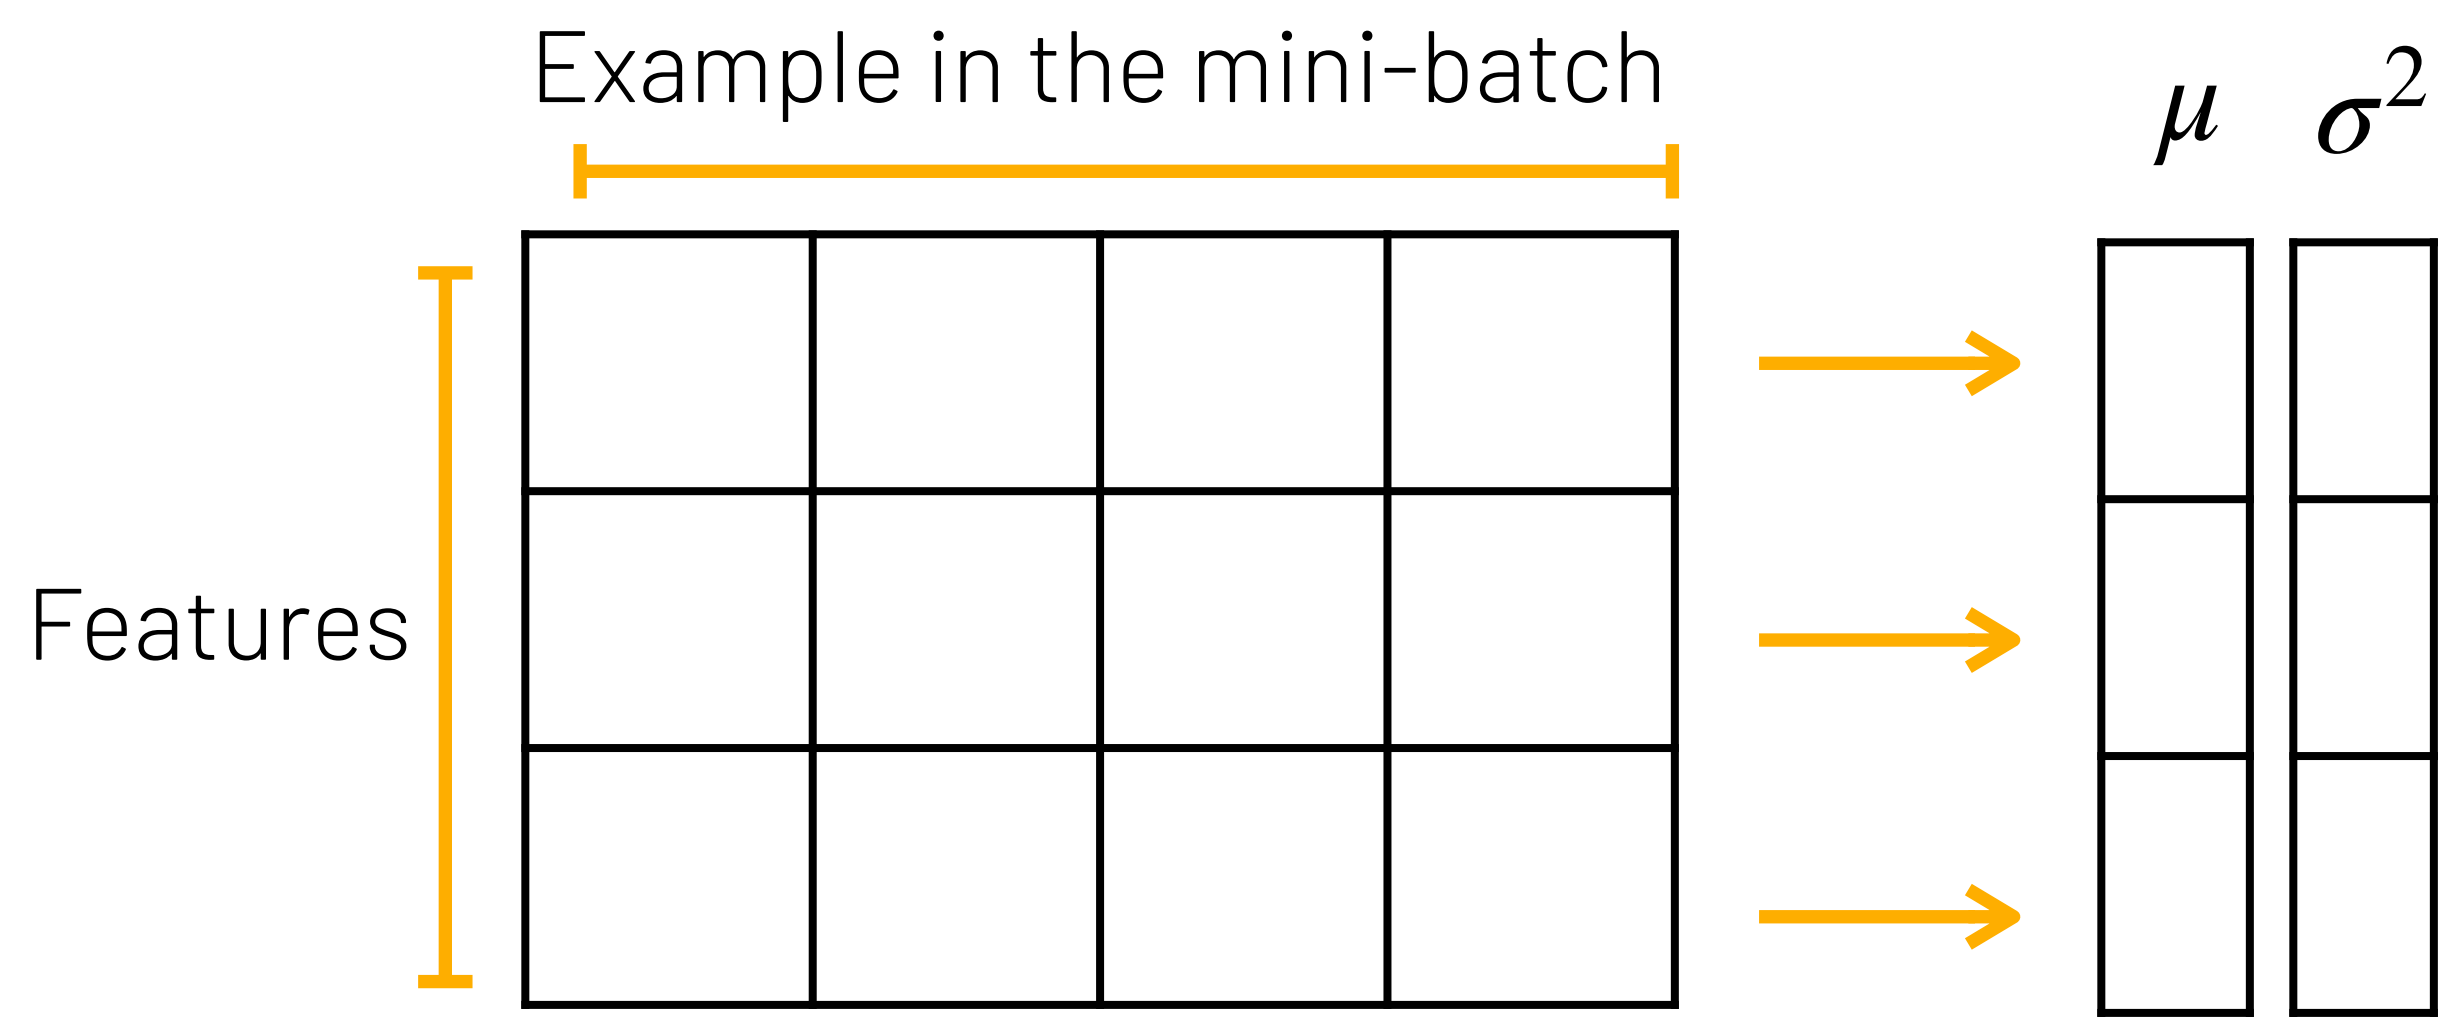 Example in the mini-batch
μ σ²
Features